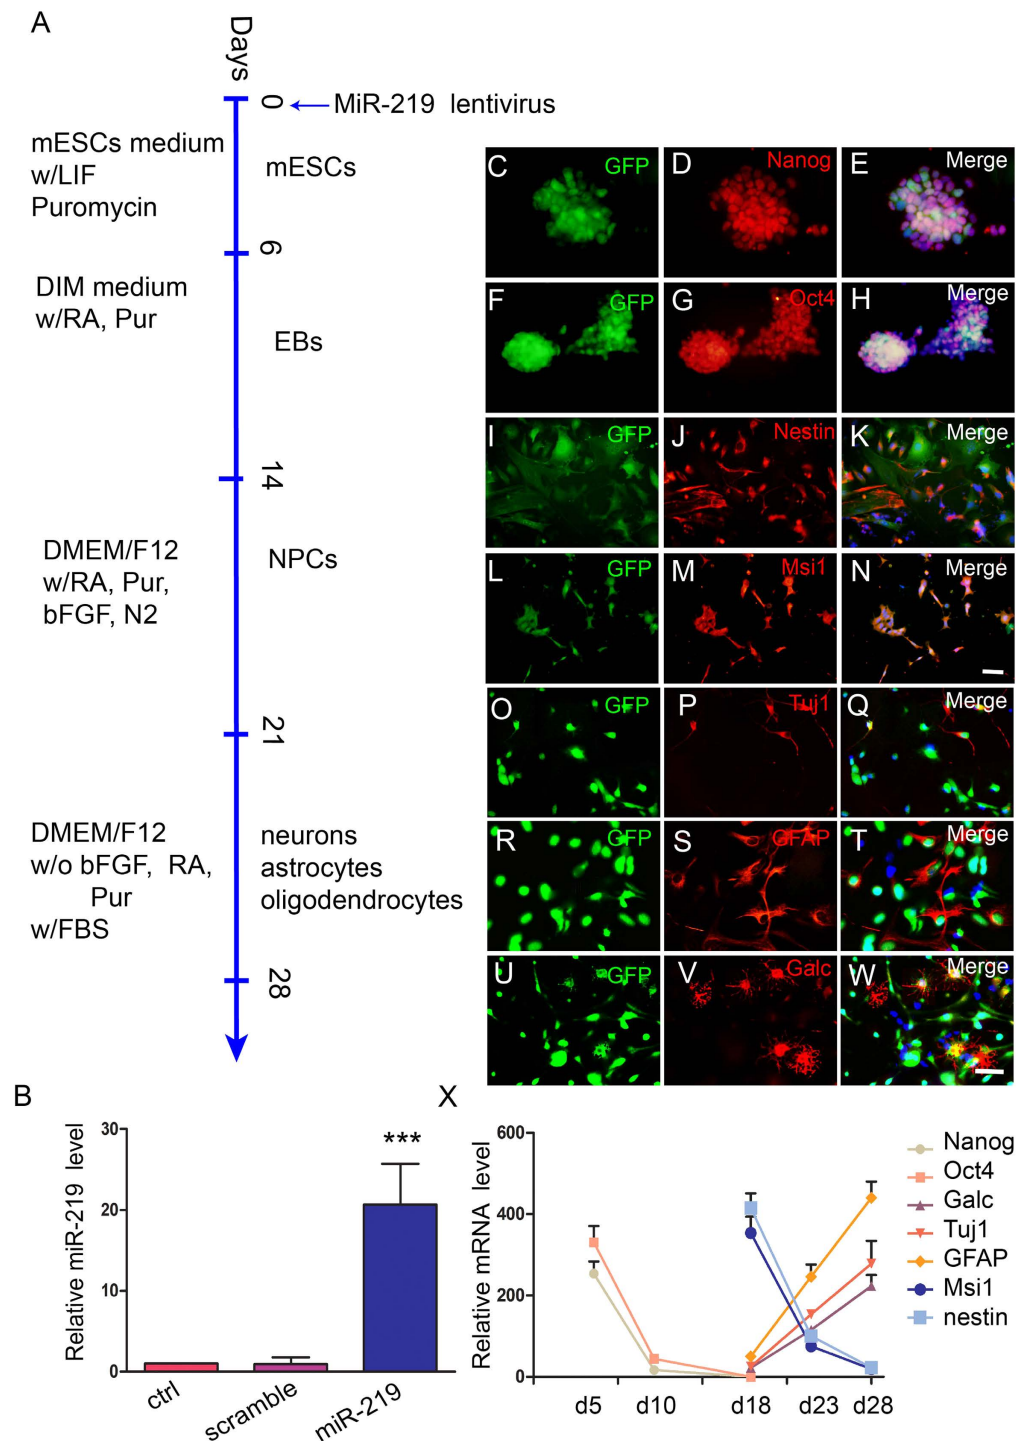 A
Days
0
MiR-219 lentivirus
mESCs medium
w/LIF
Puromycin
mESCs
6
DIM medium
w/RA, Pur
EBs
14
DMEM/F12
w/RA, Pur,
bFGF, N2
NPCs
21
DMEM/F12
w/o bFGF, RA,
Pur
w/FBS
neurons
astrocytes
oligodendrocytes
28
C GFP D Nanog E Merge
F GFP G Oct4 H Merge
I GFP J Nestin K Merge
L GFP M Msi1 N Merge
O GFP P Tuj1 Q Merge
R GFP S GFAP T Merge
U GFP V Galc W Merge
B
Relative miR-219 level
30
20
10
0
***
ctrl
scramble
miR-219
X
Relative mRNA level
600
400
200
0
d5 d10 d18 d23 d28
Nanog
Oct4
Galc
Tuj1
GFAP
Msi1
nestin